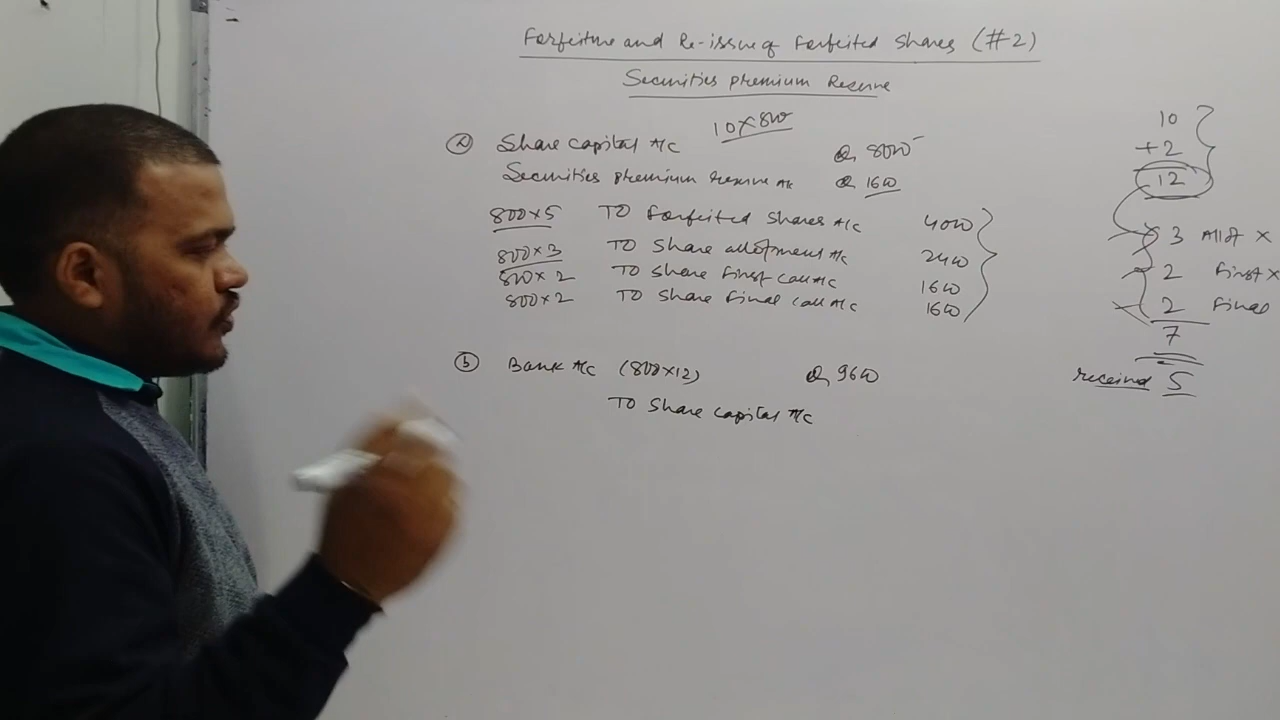 Forfeiture and Re-issue of Forfeited Shares (#2)
Securities premium Reserve
10×800
(a) Share capital A/c Dr 8000
Securities premium reserve A/c Dr 1600
800×5 TO Forfeited Shares A/c 4000
800×3 TO Share allotment A/c 2400
800×2 TO Share First call A/c 1600
800×2 TO Share Final call A/c 1600
(b) Bank A/c (800×12) Dr 9600
TO Share capital A/c
10
+2
12
3 Allot X
2 First X
2 Final
7
received 5